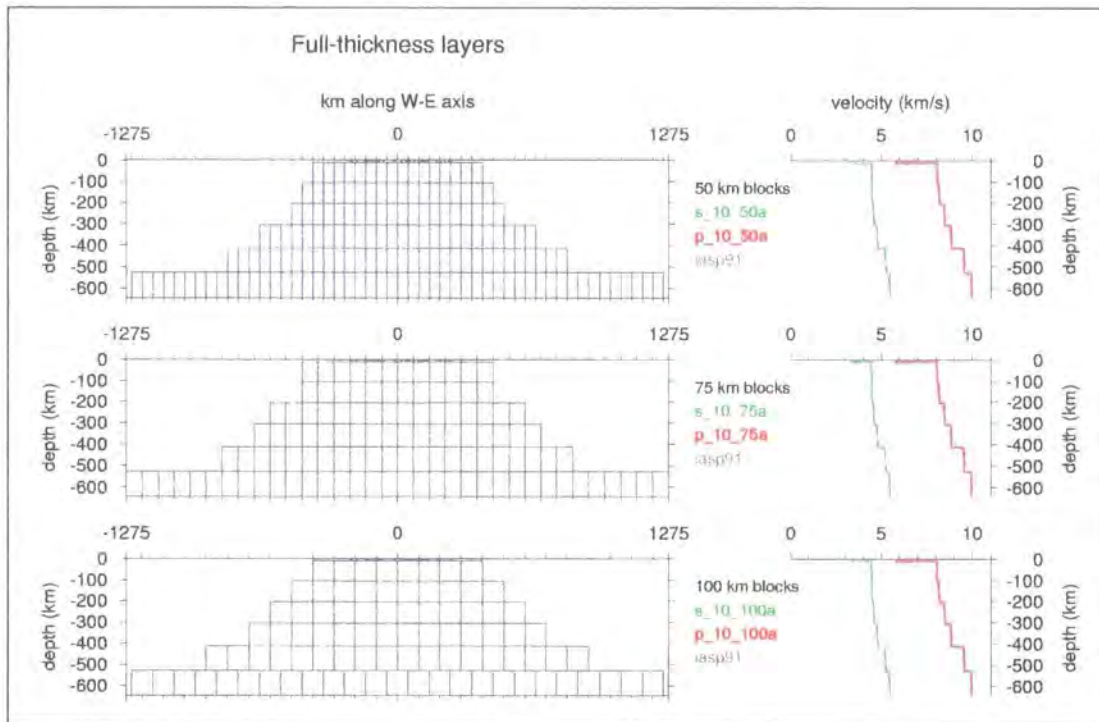 Full-thickness layers
km along W-E axis
velocity (km/s)
-1275 0 1275 0 5 10
depth (km)
0
-100
-200
-300
-400
-500
-600
50 km blocks
s_10_50a
p_10_50a
iasp91
0
-100
-200
-300
-400
-500
-600
depth (km)
-1275 0 1275 0 5 10
depth (km)
0
-100
-200
-300
-400
-500
-600
75 km blocks
s_10_75a
p_10_75a
iasp91
0
-100
-200
-300
-400
-500
-600
depth (km)
-1275 0 1275 0 5 10
depth (km)
0
-100
-200
-300
-400
-500
-600
100 km blocks
s_10_100a
p_10_100a
iasp91
0
-100
-200
-300
-400
-500
-600
depth (km)